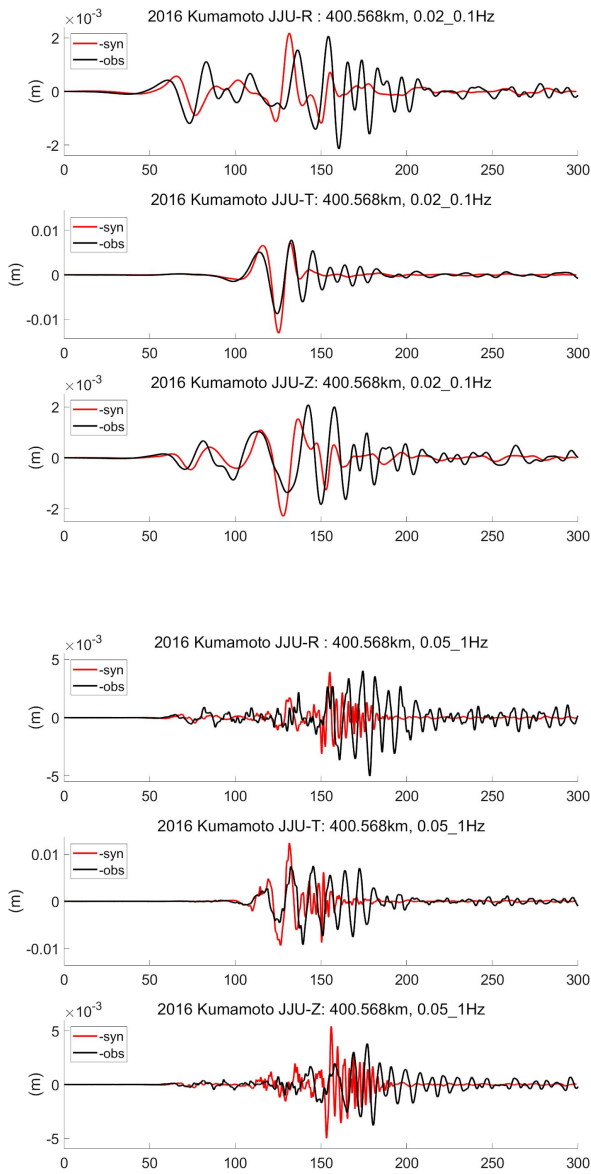 2016 Kumamoto JJU-R : 400.568km, 0.02_0.1Hz
×10⁻³
-syn
-obs
2
0
-2
(m)
0 50 100 150 200 250 300
2016 Kumamoto JJU-T: 400.568km, 0.02_0.1Hz
-syn
-obs
0.01
0
-0.01
(m)
0 50 100 150 200 250 300
2016 Kumamoto JJU-Z: 400.568km, 0.02_0.1Hz
×10⁻³
-syn
-obs
2
0
-2
(m)
0 50 100 150 200 250 300
2016 Kumamoto JJU-R : 400.568km, 0.05_1Hz
×10⁻³
5
-syn
-obs
0
-5
(m)
0 50 100 150 200 250 300
2016 Kumamoto JJU-T: 400.568km, 0.05_1Hz
-syn
-obs
0.01
0
-0.01
(m)
0 50 100 150 200 250 300
2016 Kumamoto JJU-Z: 400.568km, 0.05_1Hz
×10⁻³
5
-syn
-obs
0
-5
(m)
0 50 100 150 200 250 300